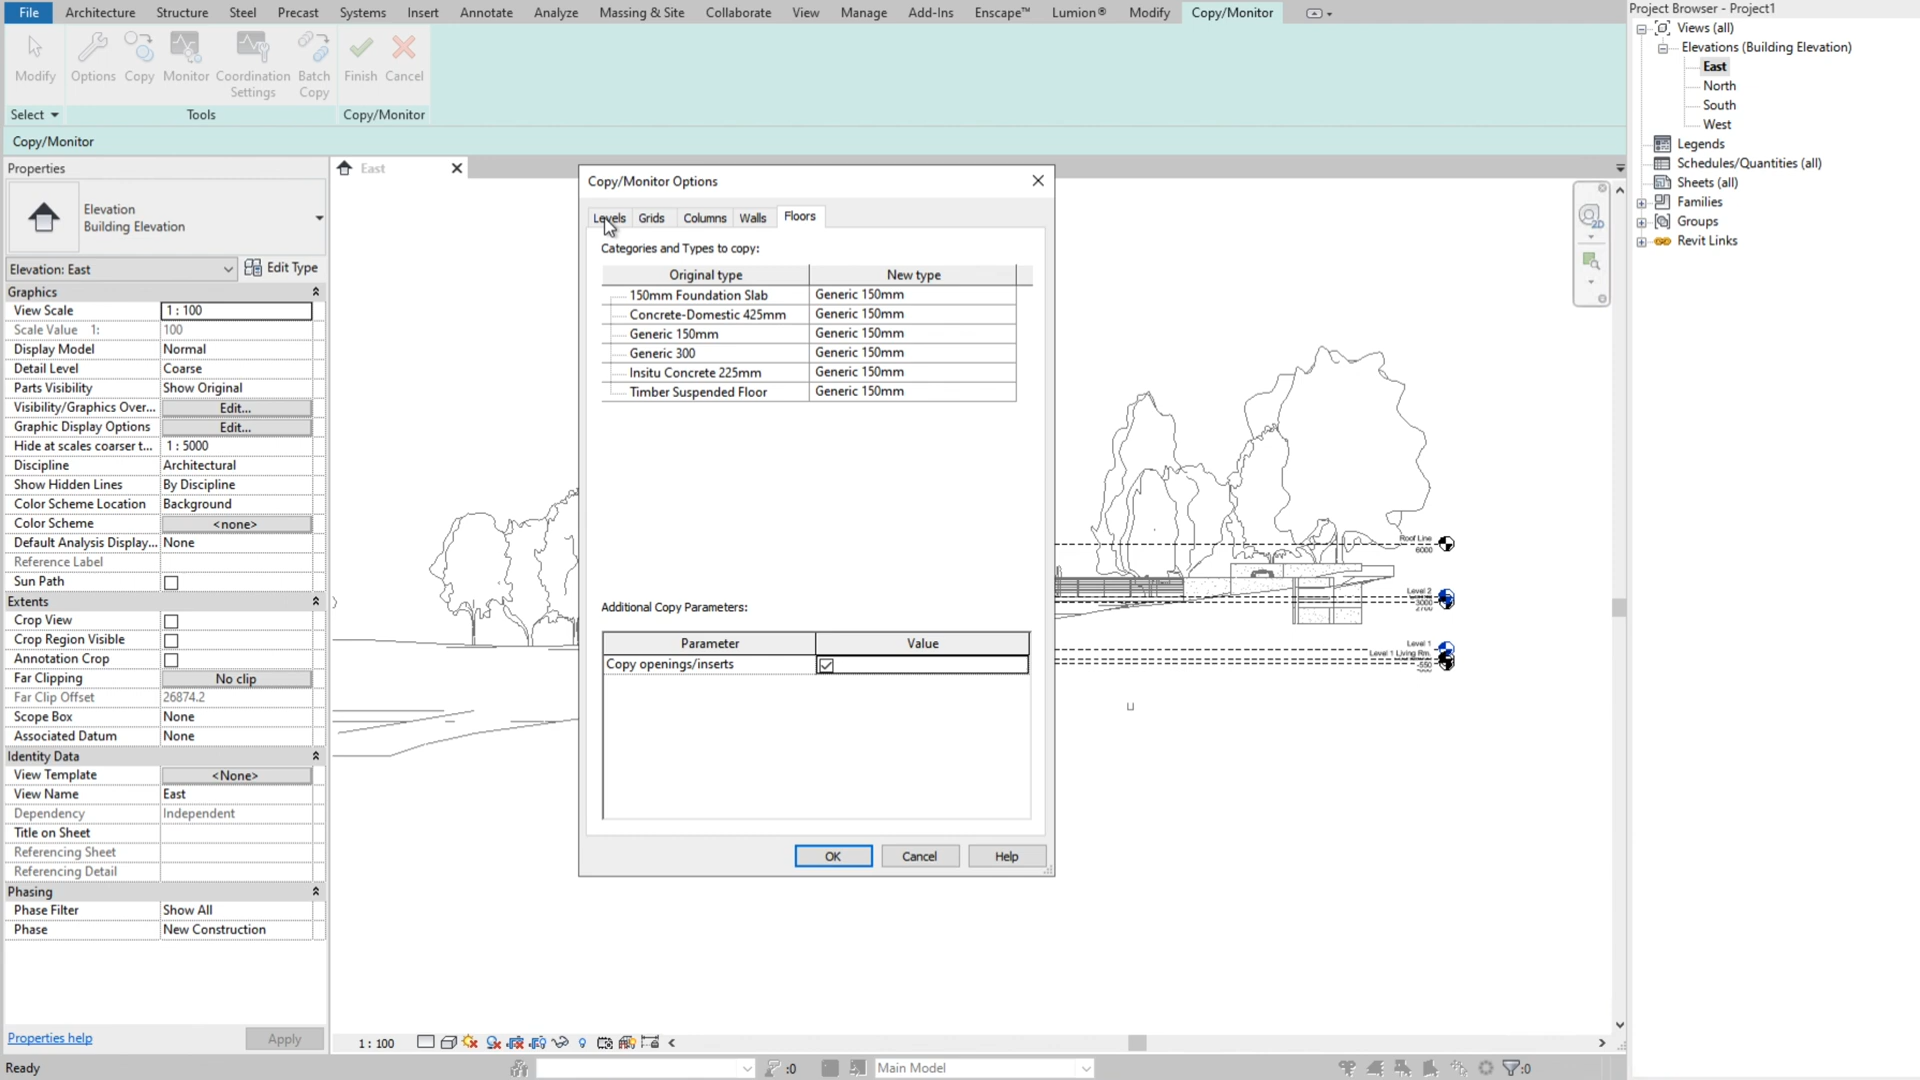 File Architecture Structure Steel Precast Systems Insert Annotate Analyze Massing & Site Collaborate View Manage Add-Ins Enscape™ Lumion® Modify Copy/Monitor
Project Browser - Project1
Modify Options Copy Monitor Coordination Settings Batch Copy Finish Cancel
Select Tools Copy/Monitor
Copy/Monitor
Views (all)
Elevations (Building Elevation)
East
North
South
West
Legends
Schedules/Quantities (all)
Sheets (all)
Families
Groups
Revit Links
Properties
Elevation
Building Elevation
Elevation: East
Edit Type
Graphics
View Scale 1 : 100
Scale Value 1: 100
Display Model Normal
Detail Level Coarse
Parts Visibility Show Original
Visibility/Graphics Over... Edit...
Graphic Display Options Edit...
Hide at scales coarser t... 1 : 5000
Discipline Architectural
Show Hidden Lines By Discipline
Color Scheme Location Background
Color Scheme <none>
Default Analysis Display... None
Reference Label
Sun Path
Extents
Crop View
Crop Region Visible
Annotation Crop
Far Clipping No clip
Far Clip Offset 26874.2
Scope Box None
Associated Datum None
Identity Data
View Template <None>
View Name East
Dependency Independent
Title on Sheet
Referencing Sheet
Referencing Detail
Phasing
Phase Filter Show All
Phase New Construction
Properties help
Apply
East
Copy/Monitor Options
Levels Grids Columns Walls Floors
Categories and Types to copy:
Original type New type
150mm Foundation Slab Generic 150mm
Concrete-Domestic 425mm Generic 150mm
Generic 150mm Generic 150mm
Generic 300 Generic 150mm
Insitu Concrete 225mm Generic 150mm
Timber Suspended Floor Generic 150mm
Additional Copy Parameters:
Parameter Value
Copy openings/inserts
OK Cancel Help
2D
Roof Line
6000
Level 2
3000
Level 1
Level 1 Living Rm.
-550
1 : 100
Ready
:0
Main Model
:0